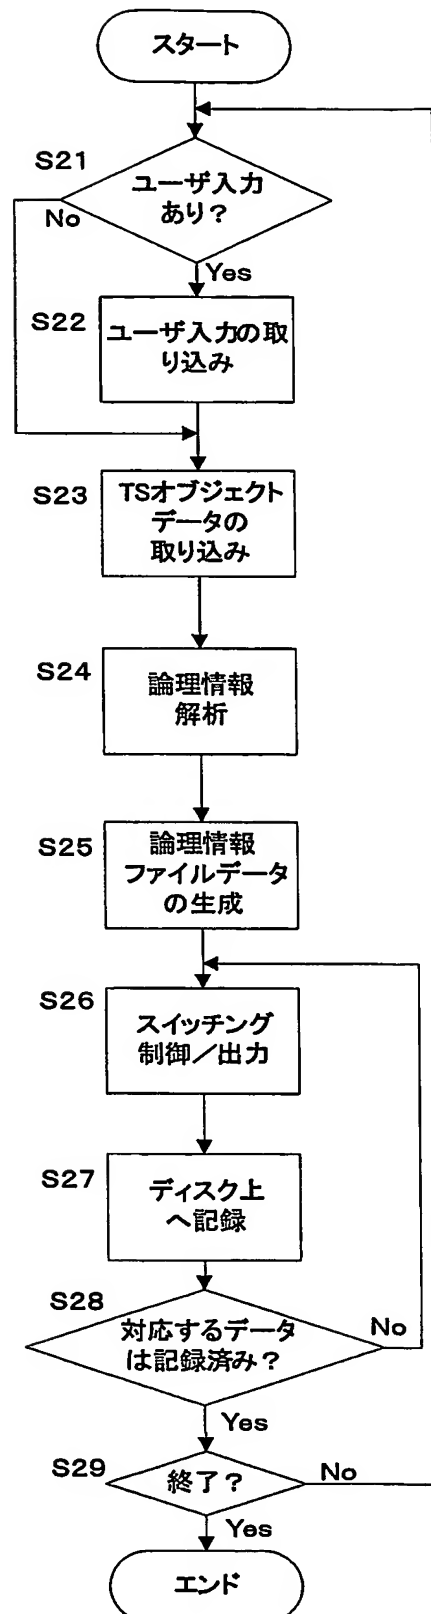 スタート
S21
ユーザ入力
あり?
No
Yes
S22
ユーザ入力の取
り込み
S23
TSオブジェクト
データの
取り込み
S24
論理情報
解析
S25
論理情報
ファイルデータ
の生成
S26
スイッチング
制御/出力
S27
ディスク上
へ記録
S28
対応するデータ
は記録済み?
No
Yes
S29
終了?
No
Yes
エンド